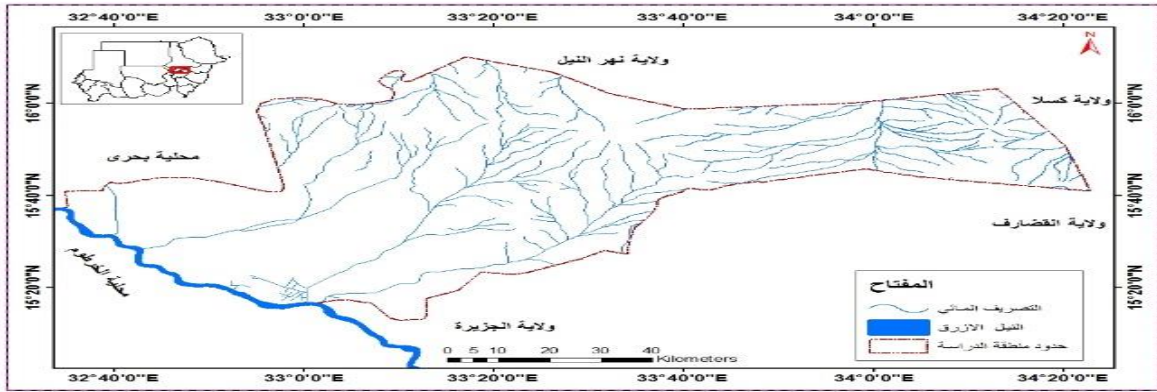 32°40'0"E 33°0'0"E 33°20'0"E 33°40'0"E 34°0'0"E 34°20'0"E
N
ولاية نهر النيل
ولاية كسلا
16°0'0"N 16°0'0"N
محلية بحرى
15°40'0"N 15°40'0"N
ولاية القضارف
محلية الخرطوم
15°20'0"N 15°20'0"N
المفتاح
التصريف المائي
النيل الازرق
حدود منطقة الدراسة
ولاية الجزيرة
0 5 10 20 30 40
Kilometers
32°40'0"E 33°0'0"E 33°20'0"E 33°40'0"E 34°0'0"E 34°20'0"E